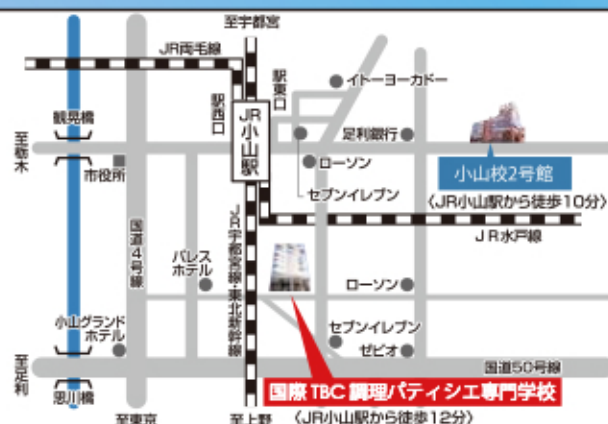 至宇都宮
JR両毛線
駅東口
イトーヨーカドー
駅西口
JR小山駅
観晃橋
至栃木
足利銀行
市役所
ローソン
小山校2号館
セブンイレブン
〈JR小山駅から徒歩10分〉
国道4号線
JR宇都宮線・東北新幹線
JR水戸線
パレス
ホテル
ローソン
小山グランド
ホテル
セブンイレブン
ゼビオ
至足利
国道50号線
思川橋
国際TBC調理パティシエ専門学校
至東京
至上野
〈JR小山駅から徒歩12分〉